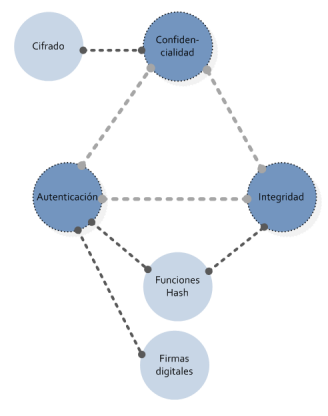 Cifrado
Confiden-
cialidad
Autenticación
Integridad
Funciones
Hash
Firmas
digitales